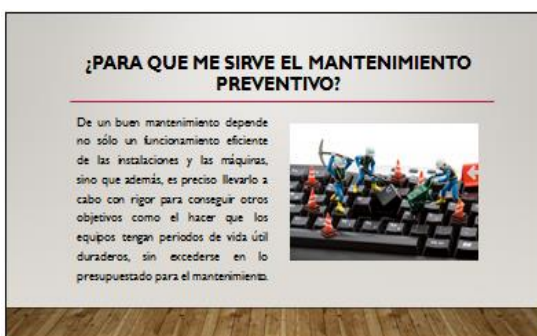 ¿PARA QUE ME SIRVE EL MANTENIMIENTO
PREVENTIVO?
De un buen mantenimiento depende
no sólo un funcionamiento eficiente
de las instalaciones y las máquinas,
sino que además, es preciso llevarlo a
cabo con rigor para conseguir otros
objetivos como el hacer que los
equipos tengan periodos de vida útil
duraderos, sin excederse en lo
presupuestado para el mantenimiento.